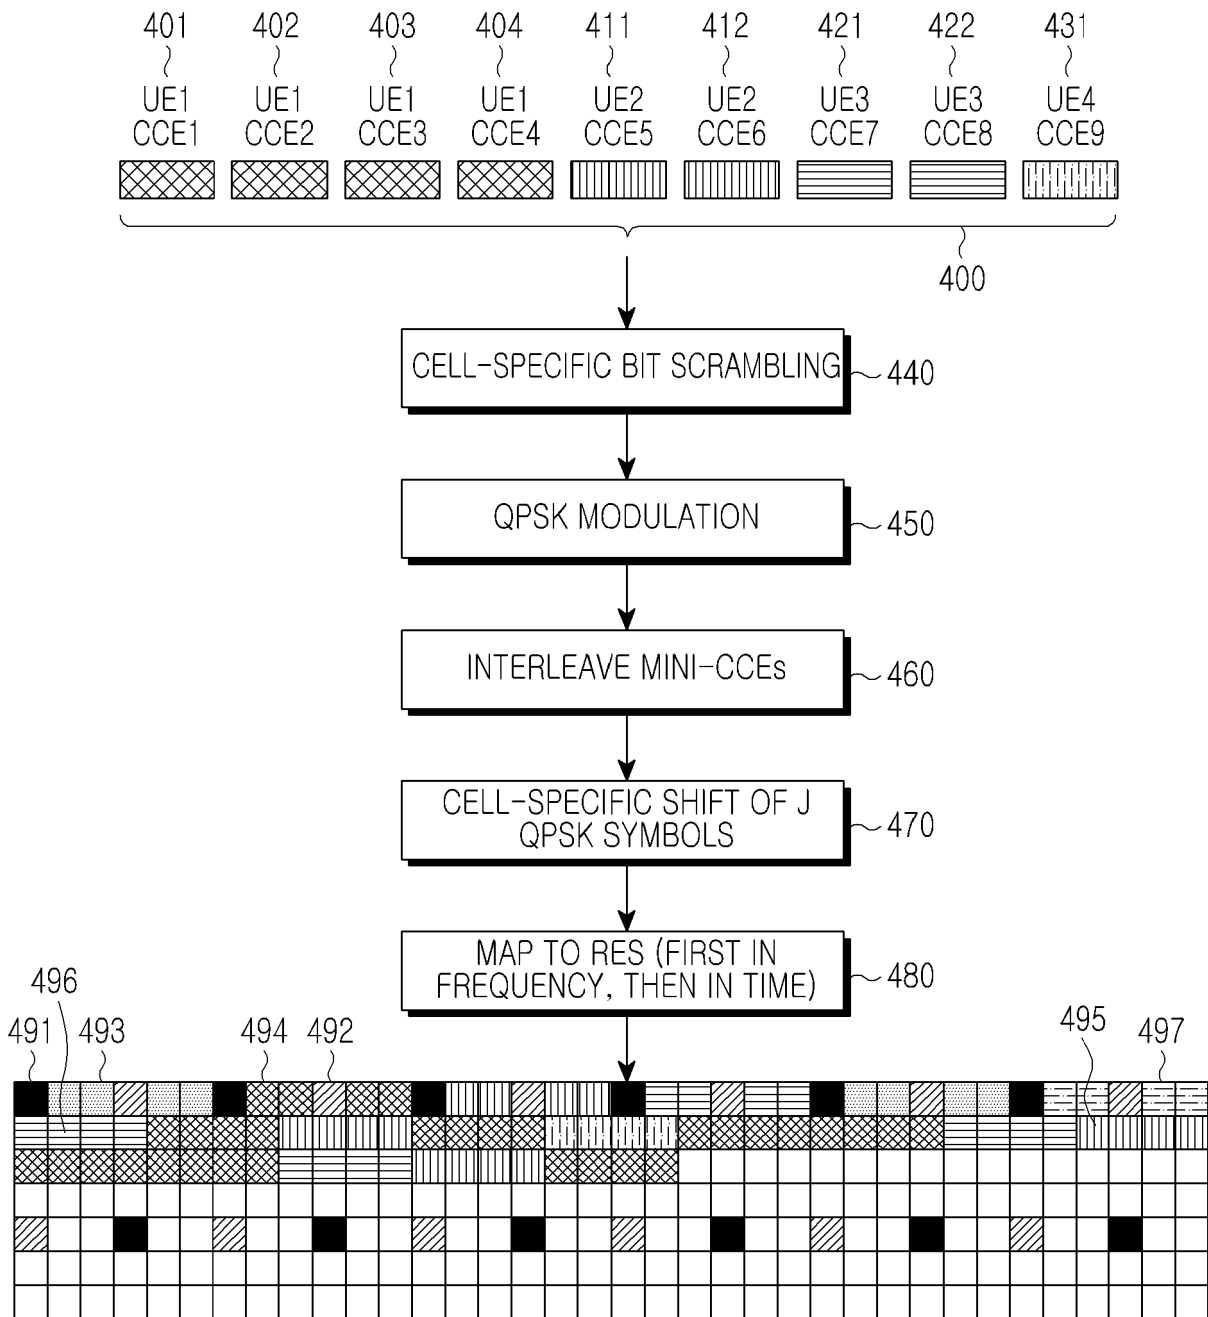 401 402 403 404 411 412 421 422 431
UE1 UE1 UE1 UE1 UE2 UE2 UE3 UE3 UE4
CCE1 CCE2 CCE3 CCE4 CCE5 CCE6 CCE7 CCE8 CCE9
400
CELL-SPECIFIC BIT SCRAMBLING 440
QPSK MODULATION 450
INTERLEAVE MINI-CCEs 460
CELL-SPECIFIC SHIFT OF J
QPSK SYMBOLS 470
MAP TO RES (FIRST IN
FREQUENCY, THEN IN TIME) 480
496
491 493 494 492 495 497